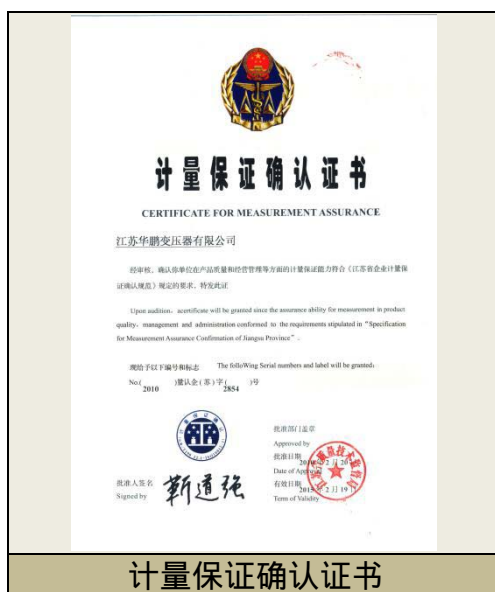 计量保证确认证书
CERTIFICATE FOR MEASUREMENT ASSURANCE
江苏华鹏变压器有限公司
经审核，确认你单位在产品质量和经营管理等方面的计量保证能力符合《江苏省企业计量保
证确认规范》规定的要求，特发此证
Upon audition, acertificate will be granted since the assurance ability for measurement in product
quality、management and administration conformed to the requirements stipulated in “Specification
for Measurement Assurance Confirmation of Jiangsu Province”.
现给予以下编号和标志 The folloWing Serial numbers and label will be granted:
No.( 2010 )量认企(苏)字( 2854 )号
批准部门盖章
Approved by
批准日期 2月20
Date of
批准人签名 靳道强
Signed by
有效日期 2月19
Term of Validity
计量保证确认证书